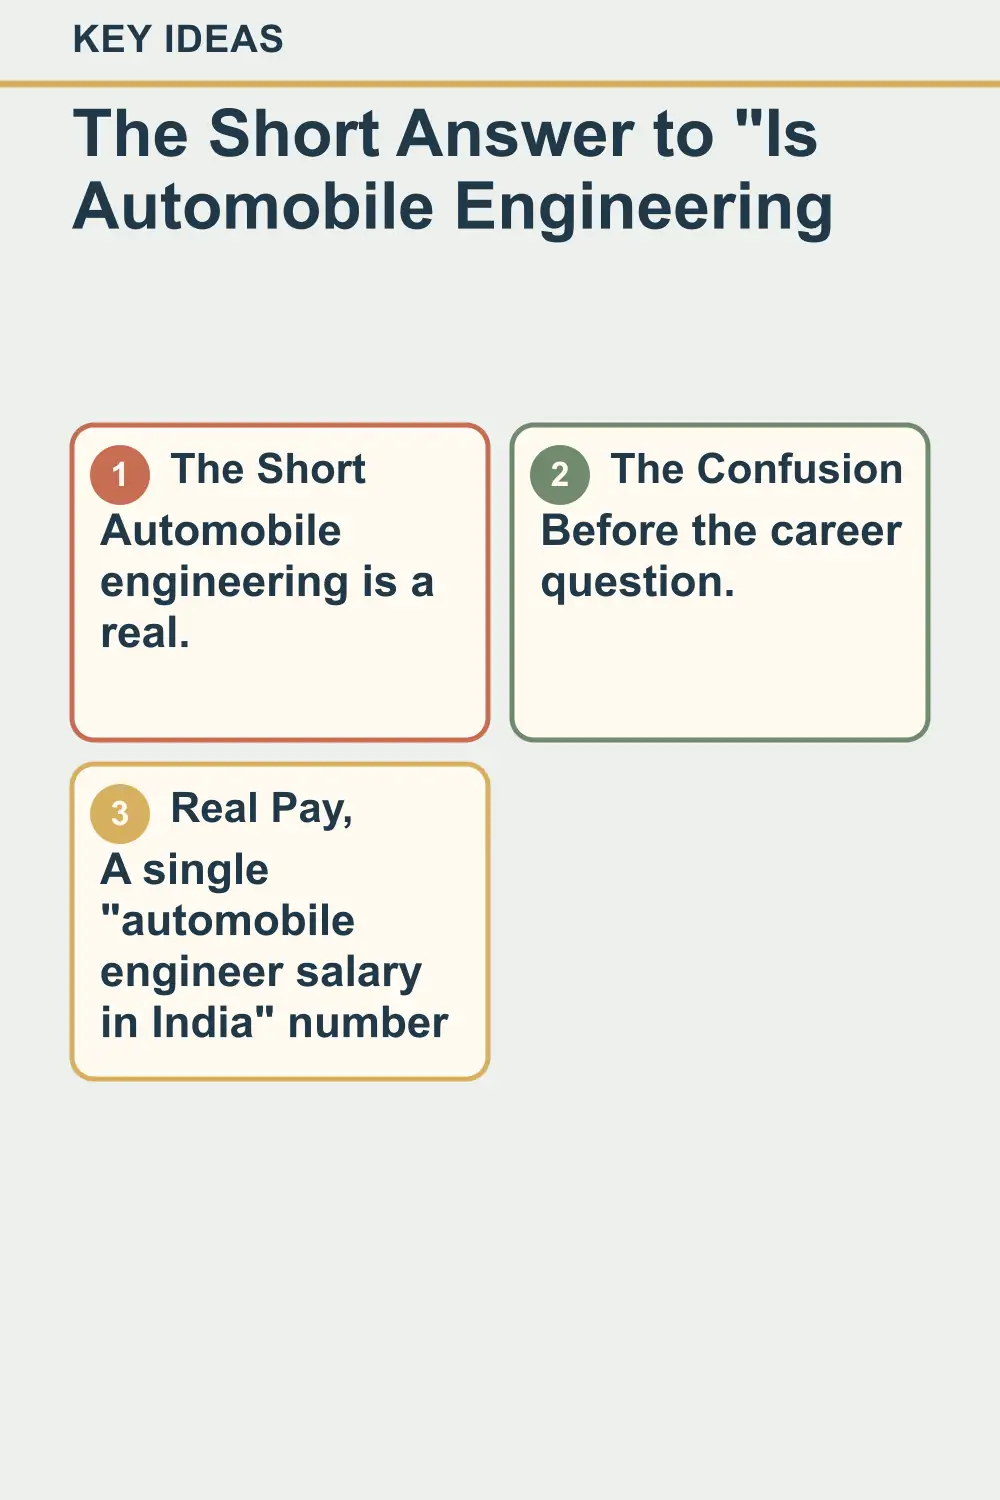 KEY IDEAS
The Short Answer to "Is
Automobile Engineering
1 The Short
Automobile
engineering is a
real.
2 The Confusion
Before the career
question.
3 Real Pay,
A single
"automobile
engineer salary
in India" number